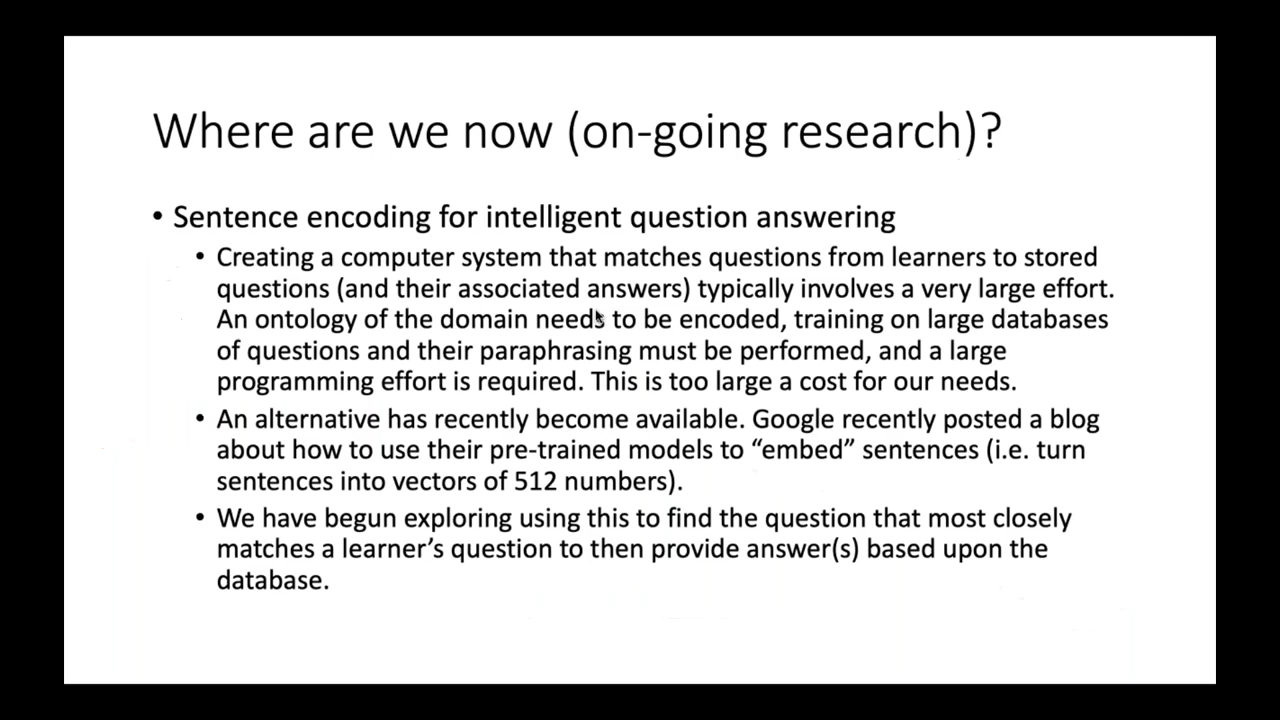 Where are we now (on-going research)?
• Sentence encoding for intelligent question answering
• Creating a computer system that matches questions from learners to stored
questions (and their associated answers) typically involves a very large effort.
An ontology of the domain needs to be encoded, training on large databases
of questions and their paraphrasing must be performed, and a large
programming effort is required. This is too large a cost for our needs.
• An alternative has recently become available. Google recently posted a blog
about how to use their pre-trained models to “embed” sentences (i.e. turn
sentences into vectors of 512 numbers).
• We have begun exploring using this to find the question that most closely
matches a learner’s question to then provide answer(s) based upon the
database.